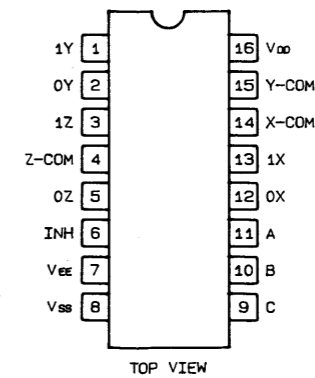 1Y 1 16 VDD
0Y 2 15 Y-COM
1Z 3 14 X-COM
Z-COM 4 13 1X
0Z 5 12 0X
INH 6 11 A
VEE 7 10 B
VSS 8 9 C
TOP VIEW